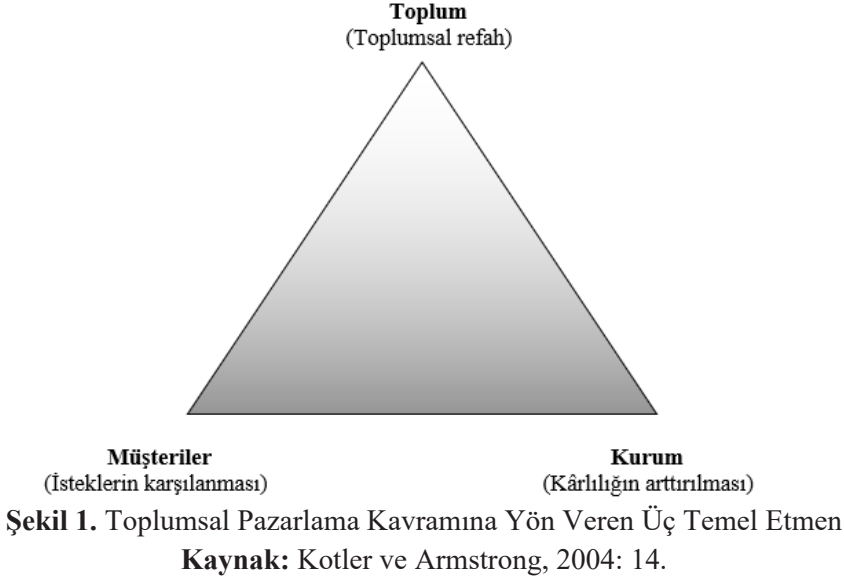 Toplum
(Toplumsal refah)
Müşteriler
(İsteklerin karşılanması)
Kurum
(Kârlılığın arttırılması)
Şekil 1. Toplumsal Pazarlama Kavramına Yön Veren Üç Temel Etmen
Kaynak: Kotler ve Armstrong, 2004: 14.